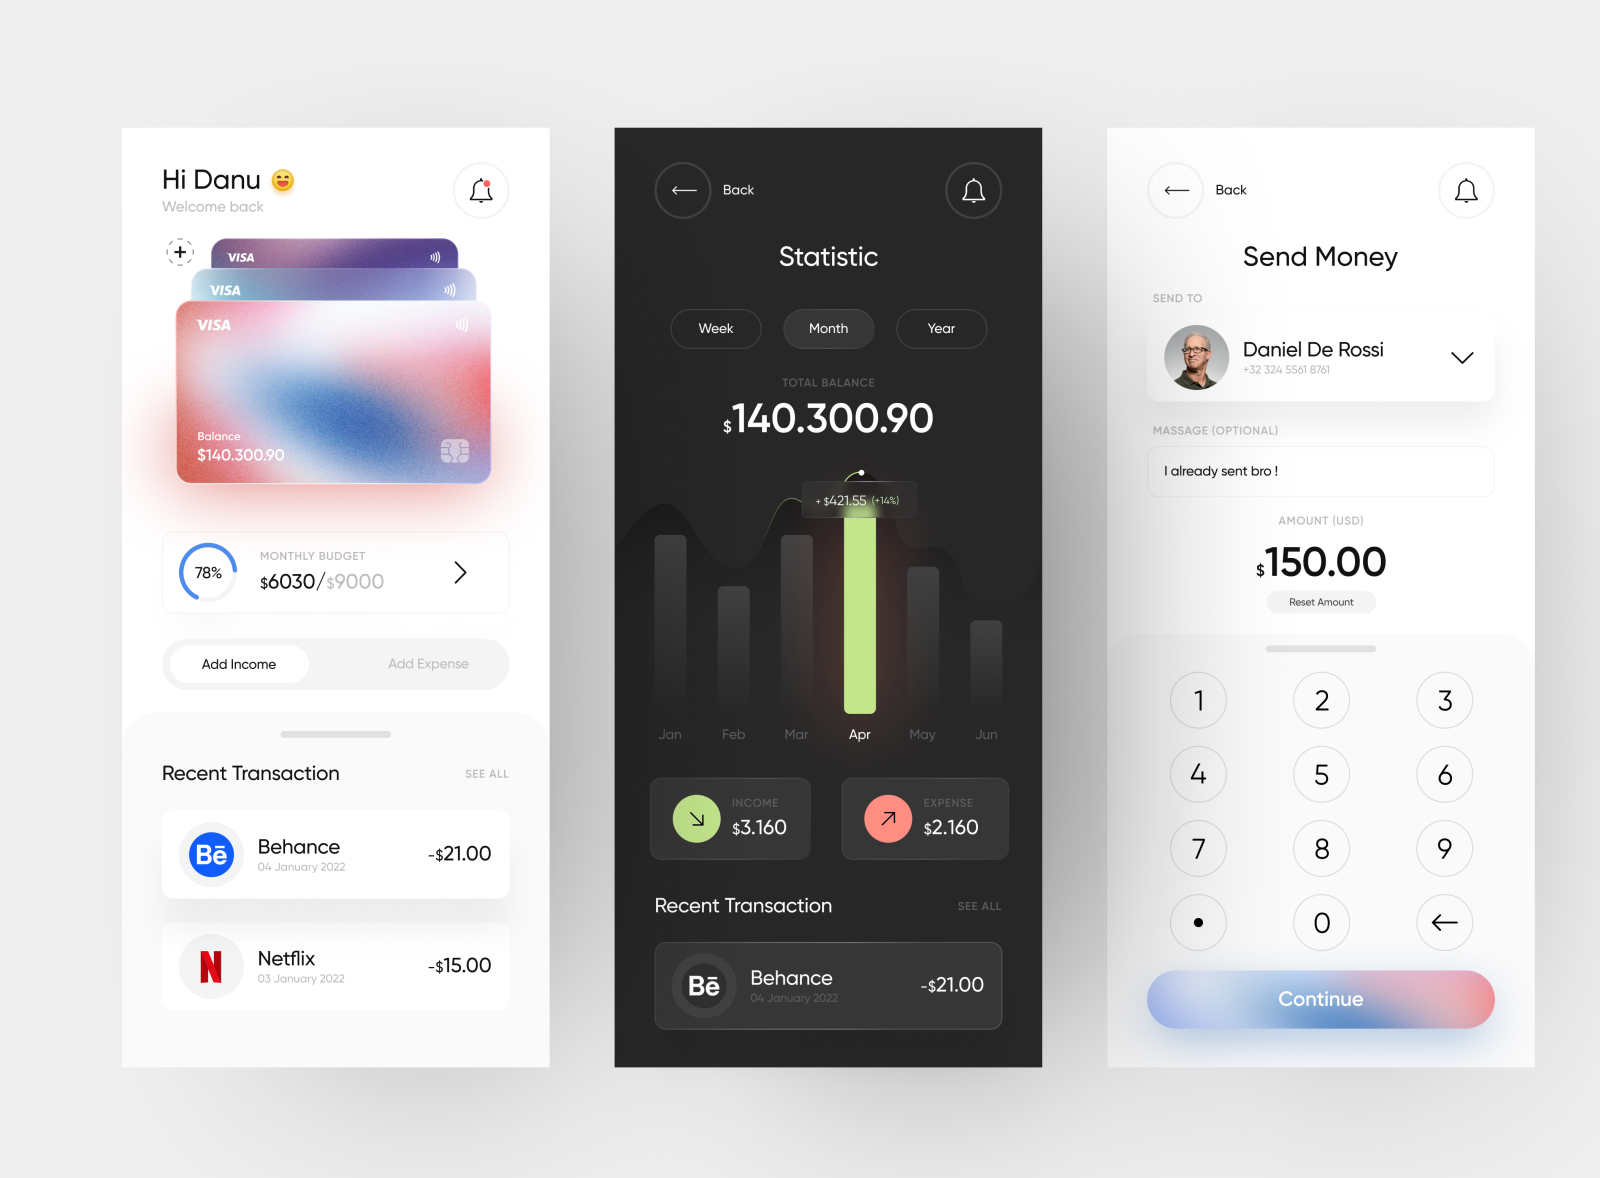 Hi Danu
Welcome back
VISA
VISA
VISA
Balance
$140.300.90
78%
MONTHLY BUDGET
$6030/$9000
Add Income
Add Expense
Recent Transaction
SEE ALL
Bē
Behance
04 January 2022
-$21.00
N
Netflix
03 January 2022
-$15.00
Back
Statistic
Week
Month
Year
TOTAL BALANCE
$140.300.90
+ $421.55 (+14%)
Jan
Feb
Mar
Apr
May
Jun
INCOME
$3.160
EXPENSE
$2.160
Recent Transaction
SEE ALL
Bē
Behance
04 January 2022
-$21.00
Back
Send Money
SEND TO
Daniel De Rossi
+32 324 5561 8761
MASSAGE (OPTIONAL)
I already sent bro !
AMOUNT (USD)
$150.00
Reset Amount
1
2
3
4
5
6
7
8
9
0
Continue